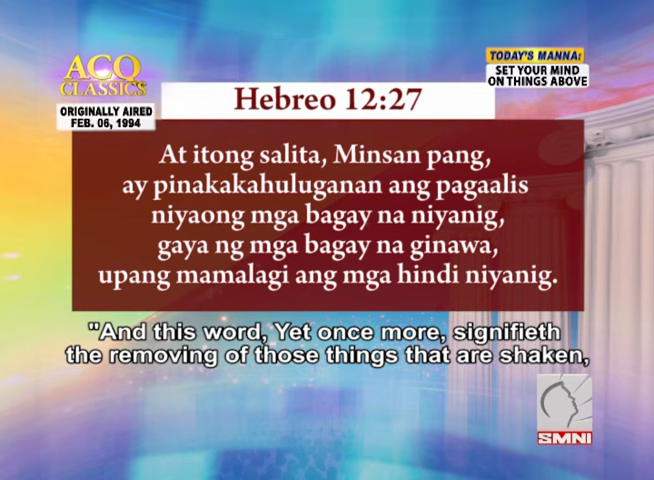 ACQ
CLASSICS
ORIGINALLY AIRED
FEB. 06, 1994
TODAY'S MANNA:
SET YOUR MIND
ON THINGS ABOVE
Hebreo 12:27
At itong salita, Minsan pang,
ay pinakakahuluganan ang pagaalis
niyaong mga bagay na niyanig,
gaya ng mga bagay na ginawa,
upang mamalagi ang mga hindi niyanig.
"And this word, Yet once more, signifieth
the removing of those things that are shaken,
SMNI